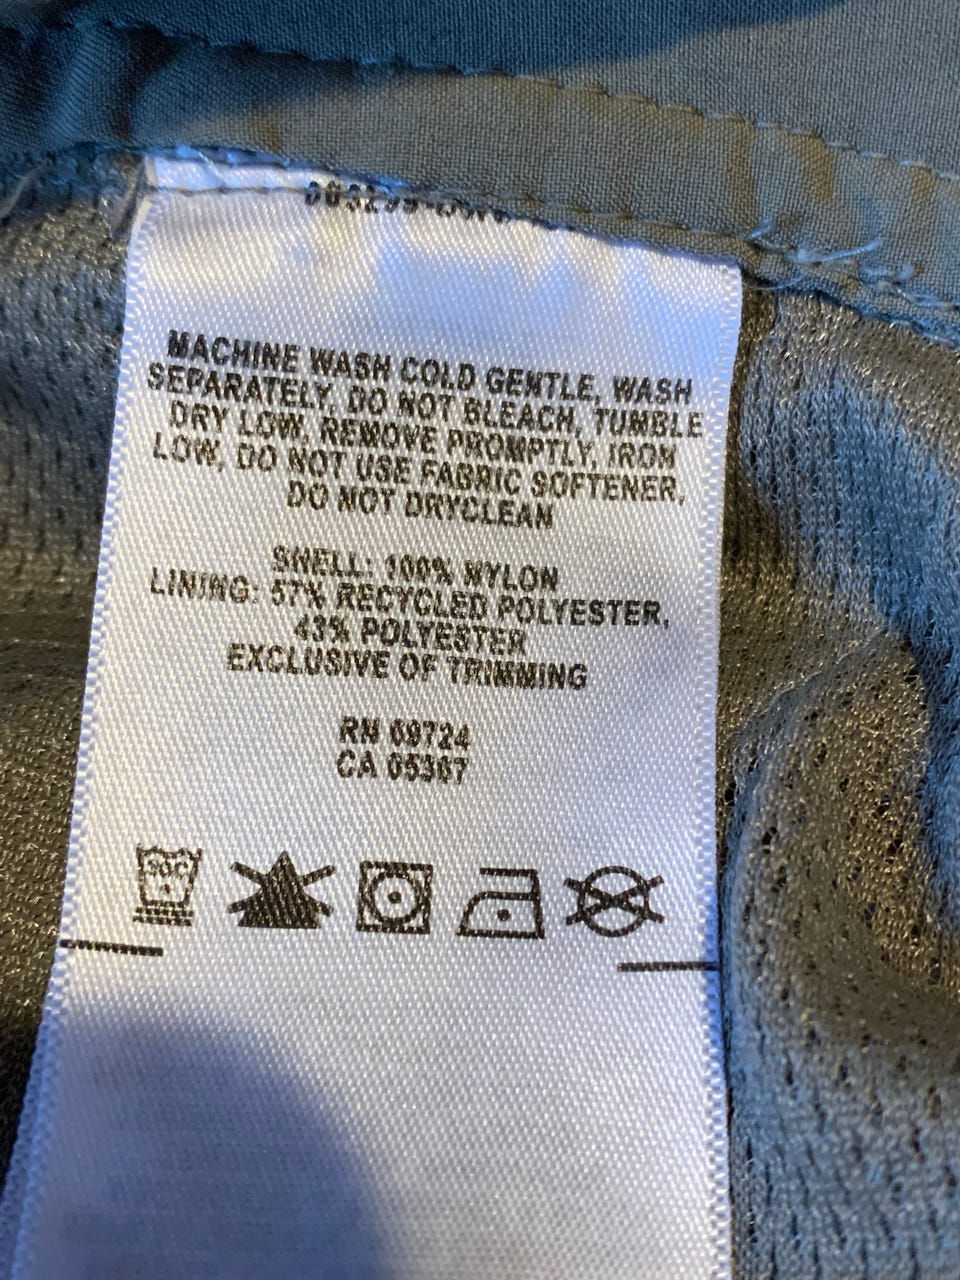 MACHINE WASH COLD GENTLE, WASH
SEPARATELY, DO NOT BLEACH, TUMBLE
DRY LOW, REMOVE PROMPTLY, IRON
LOW, DO NOT USE FABRIC SOFTENER,
DO NOT DRYCLEAN
SHELL: 100% NYLON
LINING: 57% RECYCLED POLYESTER,
43% POLYESTER
EXCLUSIVE OF TRIMMING
RN 69724
CA 05367